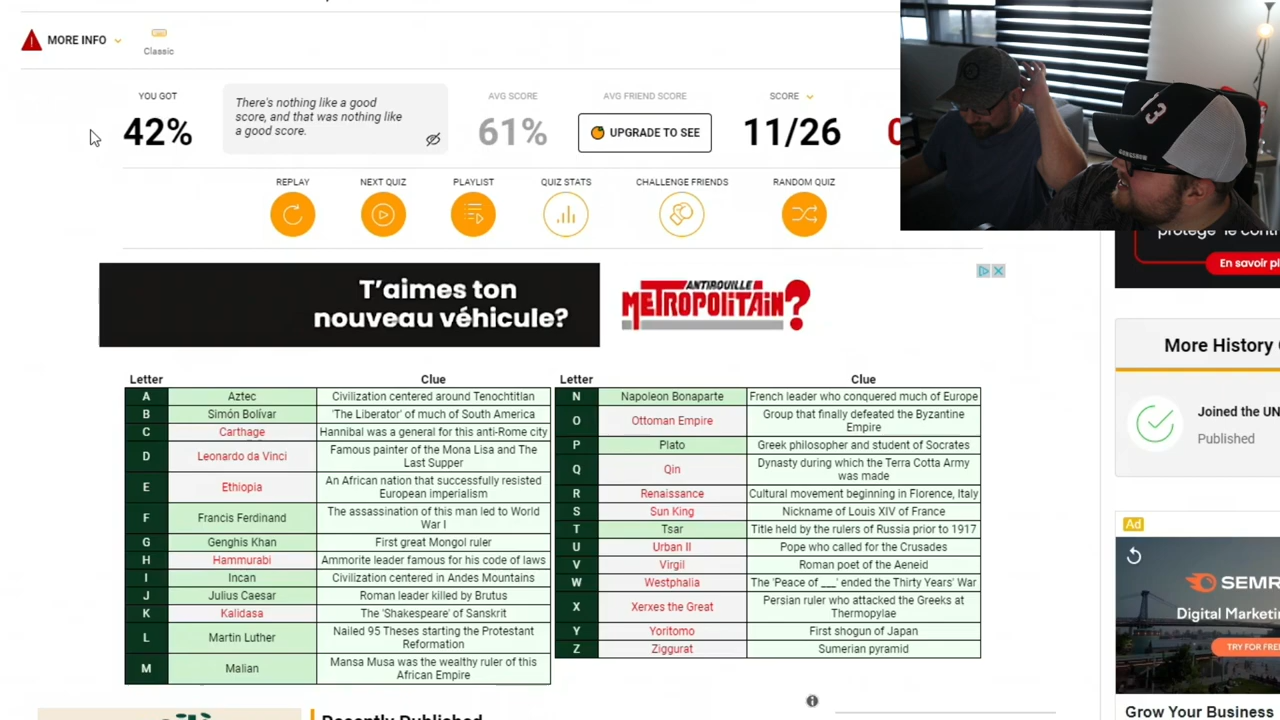 MORE INFO
Classic
YOU GOT
42%
There's nothing like a good
score, and that was nothing like
a good score.
AVG SCORE
61%
AVG FRIEND SCORE
UPGRADE TO SEE
SCORE
11/26
REPLAY
NEXT QUIZ
PLAYLIST
QUIZ STATS
CHALLENGE FRIENDS
RANDOM QUIZ
13
En savoir pl
T'aimes ton
nouveau véhicule?
ANTIROUILLE
METROPOLITAIN?
More History
Joined the UN
Published
Letter Clue
A Aztec Civilization centered around Tenochtitlan
B Simón Bolívar 'The Liberator' of much of South America
C Carthage Hannibal was a general for this anti-Rome city
D Leonardo da Vinci Famous painter of the Mona Lisa and The
Last Supper
E Ethiopia An African nation that successfully resisted
European imperialism
F Francis Ferdinand The assassination of this man led to World
War I
G Genghis Khan First great Mongol ruler
H Hammurabi Ammorite leader famous for his code of laws
I Incan Civilization centered in Andes Mountains
J Julius Caesar Roman leader killed by Brutus
K Kalidasa The 'Shakespeare' of Sanskrit
L Martin Luther Nailed 95 Theses starting the Protestant
Reformation
M Malian Mansa Musa was the wealthy ruler of this
African Empire
Letter Clue
N Napoleon Bonaparte French leader who conquered much of Europe
O Ottoman Empire Group that finally defeated the Byzantine
Empire
P Plato Greek philosopher and student of Socrates
Q Qin Dynasty during which the Terra Cotta Army
was made
R Renaissance Cultural movement beginning in Florence, Italy
S Sun King Nickname of Louis XIV of France
T Tsar Title held by the rulers of Russia prior to 1917
U Urban II Pope who called for the Crusades
V Virgil Roman poet of the Aeneid
W Westphalia The 'Peace of ___' ended the Thirty Years' War
X Xerxes the Great Persian ruler who attacked the Greeks at
Thermopylae
Y Yoritomo First shogun of Japan
Z Ziggurat Sumerian pyramid
Ad
SEMR
Digital Marketin
TRY FOR FREE
Grow Your Business
Recently Published